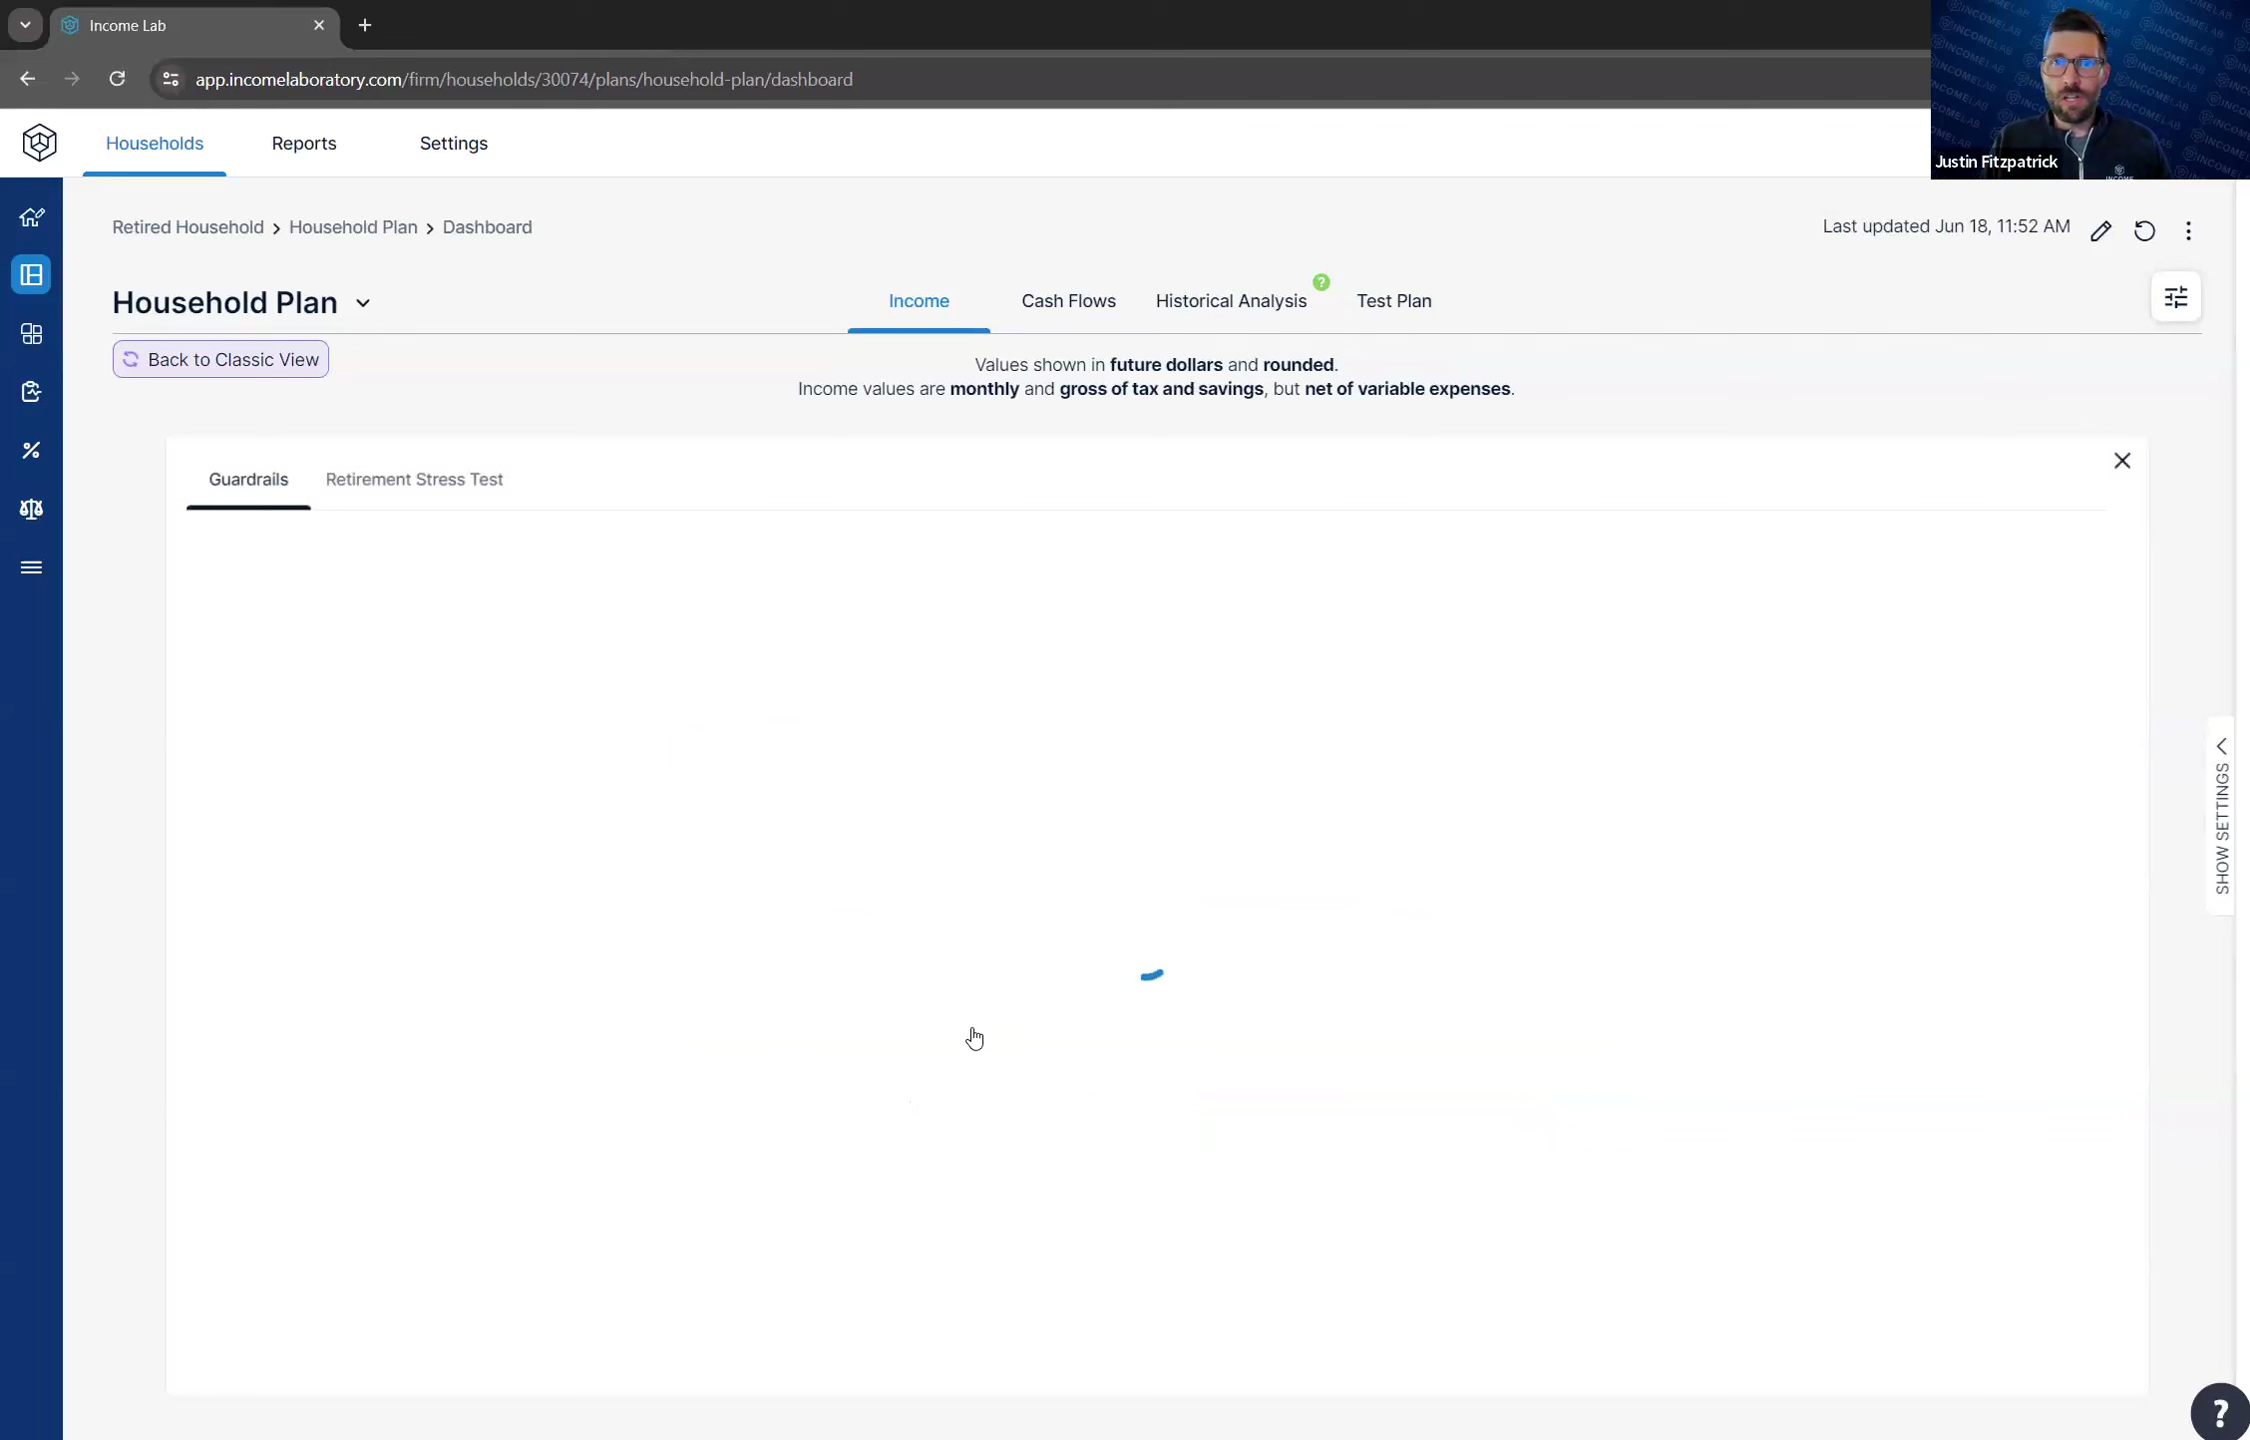 Income Lab
app.incomelaboratory.com/firm/households/30074/plans/household-plan/dashboard
Households
Reports
Settings
Justin Fitzpatrick
Retired Household > Household Plan > Dashboard
Last updated Jun 18, 11:52 AM
Household Plan
Income
Cash Flows
Historical Analysis
?
Test Plan
Back to Classic View
Values shown in future dollars and rounded.
Income values are monthly and gross of tax and savings, but net of variable expenses.
Guardrails
Retirement Stress Test
SHOW SETTINGS
?